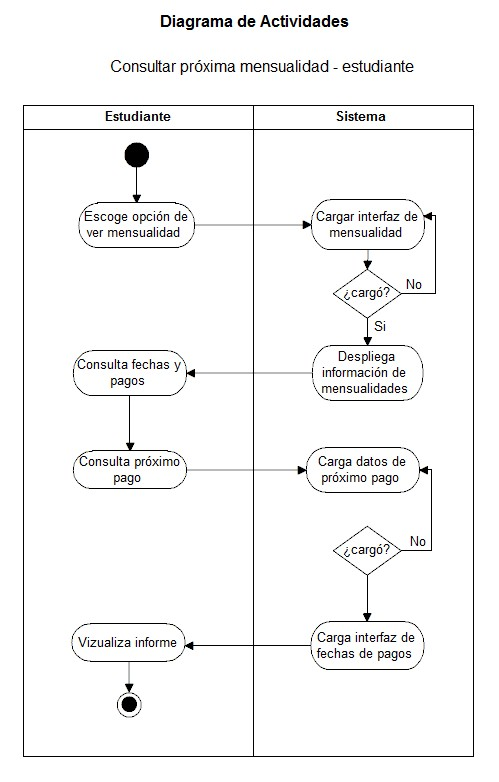 Diagrama de Actividades
Consultar próxima mensualidad - estudiante
Estudiante
Sistema
Escoge opción de
ver mensualidad
Cargar interfaz de
mensualidad
¿cargó?
No
Si
Despliega
información de
mensualidades
Consulta fechas y
pagos
Consulta próximo
pago
Carga datos de
próximo pago
¿cargó?
No
Carga interfaz de
fechas de pagos
Vizualiza informe